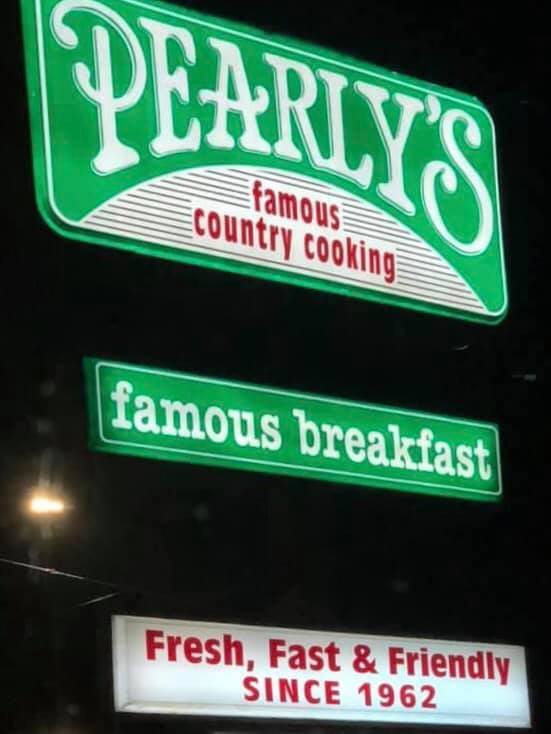 PEARLY'S
famous
country cooking
famous breakfast
Fresh, Fast & Friendly
SINCE 1962